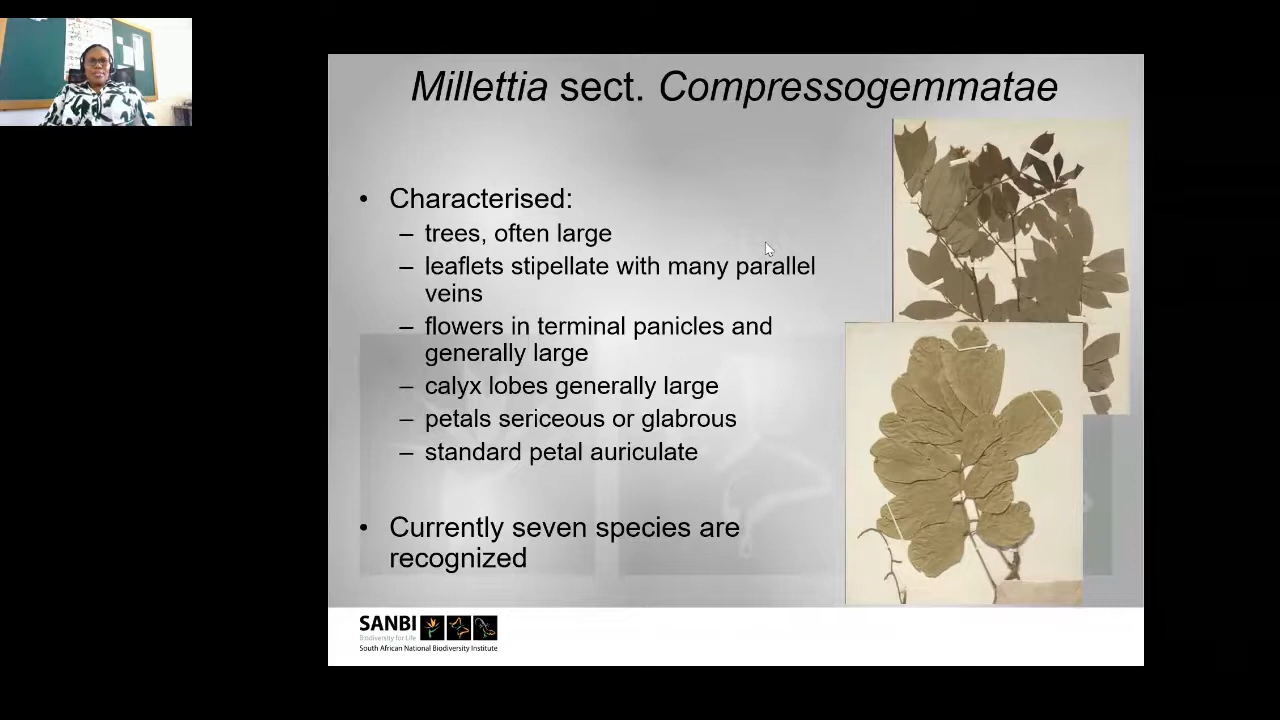 Millettia sect. Compressogemmatae
• Characterised:
– trees, often large
– leaflets stipellate with many parallel
veins
– flowers in terminal panicles and
generally large
– calyx lobes generally large
– petals sericeous or glabrous
– standard petal auriculate
• Currently seven species are
recognized
SANBI
Biodiversity for Life
South African National Biodiversity Institute